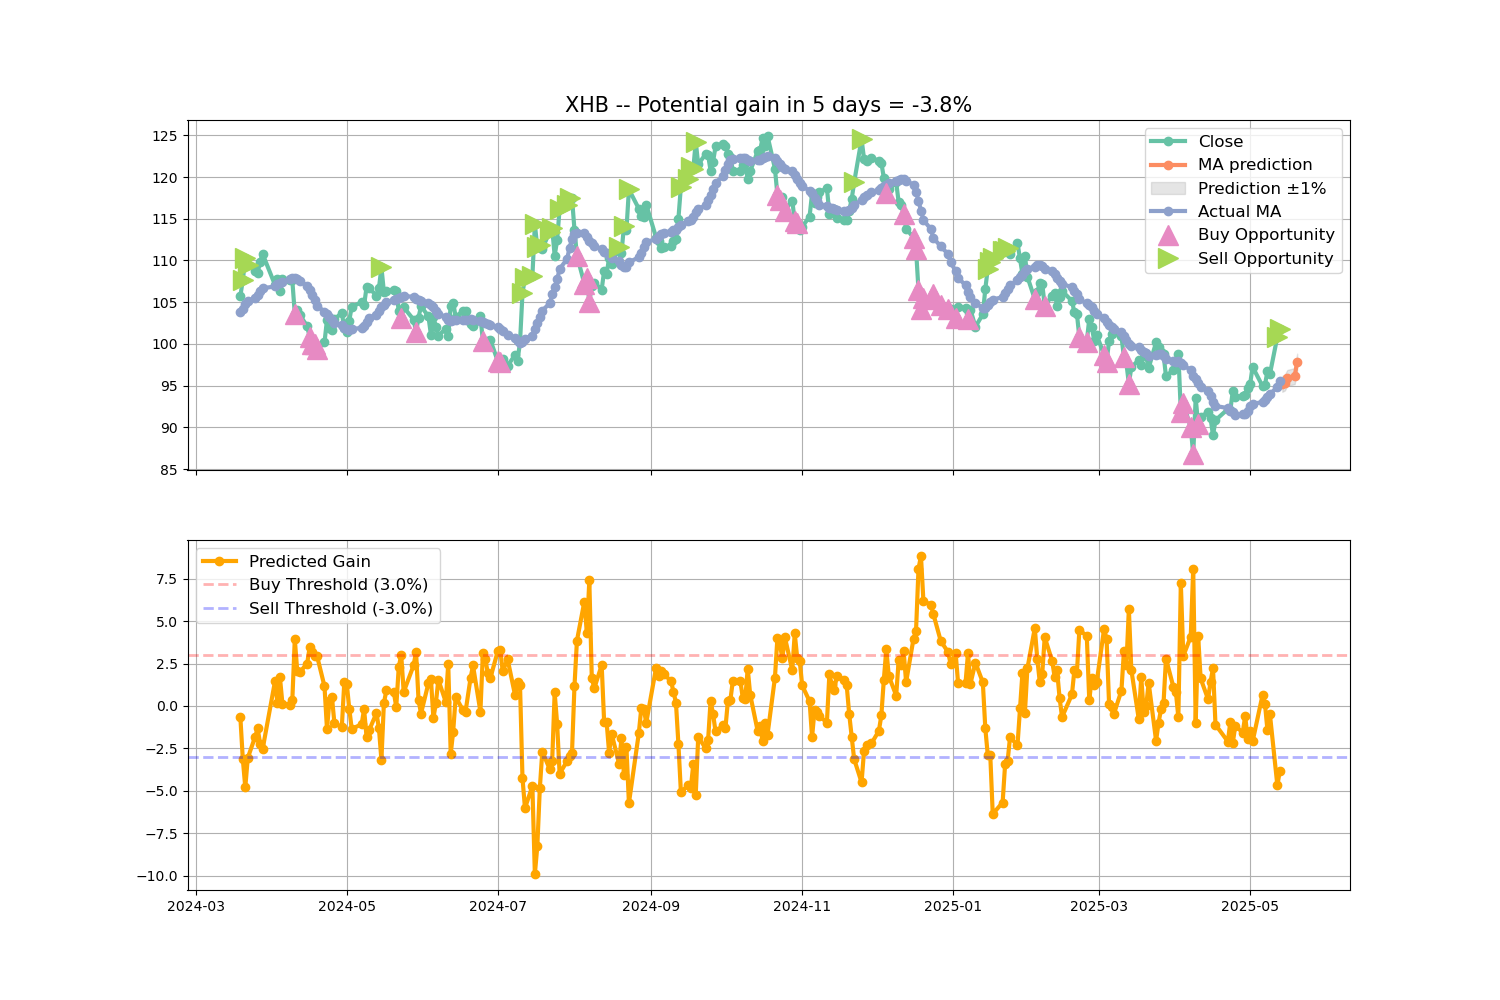 XHB -- Potential gain in 5 days = -3.8%
125
120
115
110
105
100
95
90
85
Close
MA prediction
Prediction ±1%
Actual MA
Buy Opportunity
Sell Opportunity
7.5
5.0
2.5
0.0
−2.5
−5.0
−7.5
−10.0
Predicted Gain
Buy Threshold (3.0%)
Sell Threshold (-3.0%)
2024-03
2024-05
2024-07
2024-09
2024-11
2025-01
2025-03
2025-05